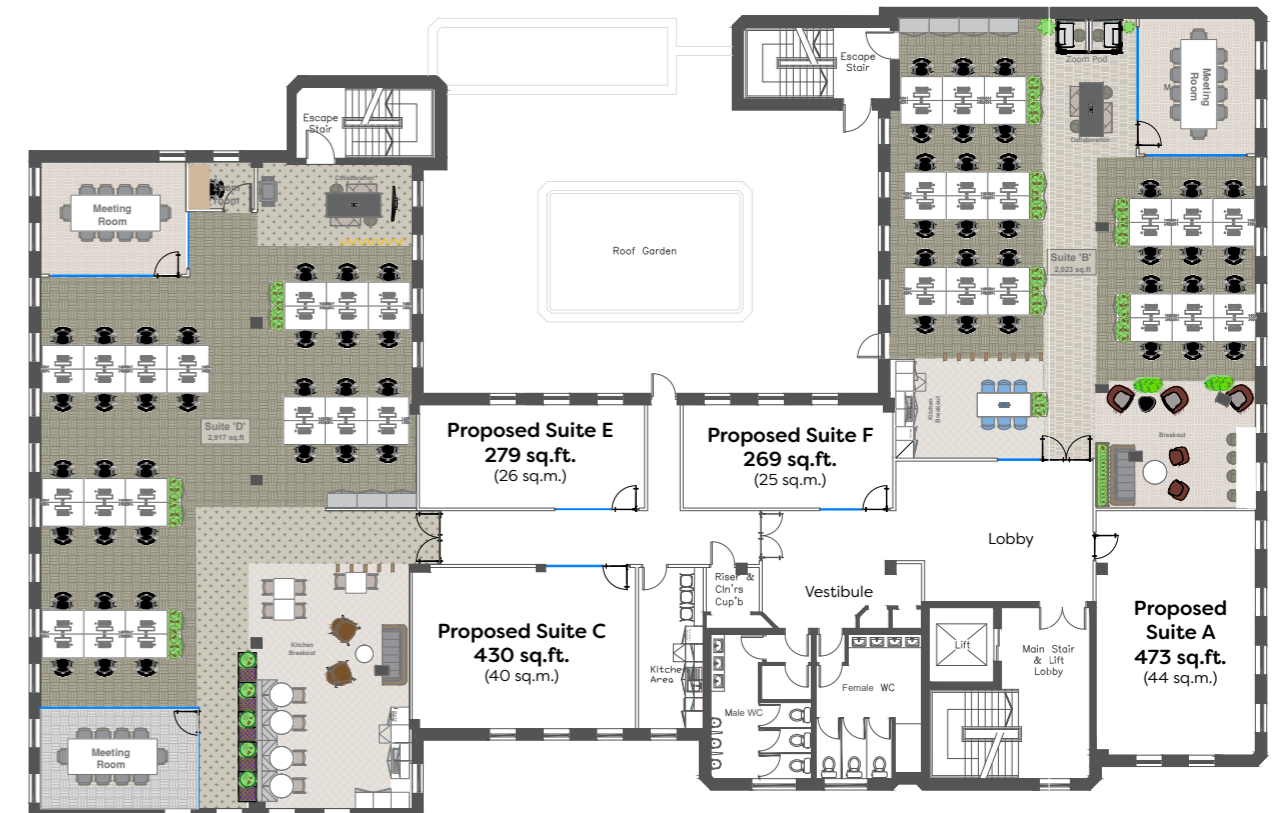 Escape
Stair
Zoom Pod
Meeting
Room
Collaboration
Escape
Stair
Collaboration
Meeting
Room
Roof Garden
Suite 'B'
2,023 sq.ft
Kitchen
Breakout
Suite 'D'
2,917 sq.ft
Proposed Suite E
279 sq.ft.
(26 sq.m.)
Proposed Suite F
269 sq.ft.
(25 sq.m.)
Breakout
Lobby
Riser &
Cln'rs
Cup'b
Vestibule
Proposed Suite C
430 sq.ft.
(40 sq.m.)
Kitchen
Area
Kitchen
Breakout
Lift
Main Stair
& Lift
Lobby
Proposed
Suite A
473 sq.ft.
(44 sq.m.)
Male WC
Female WC
Meeting
Room